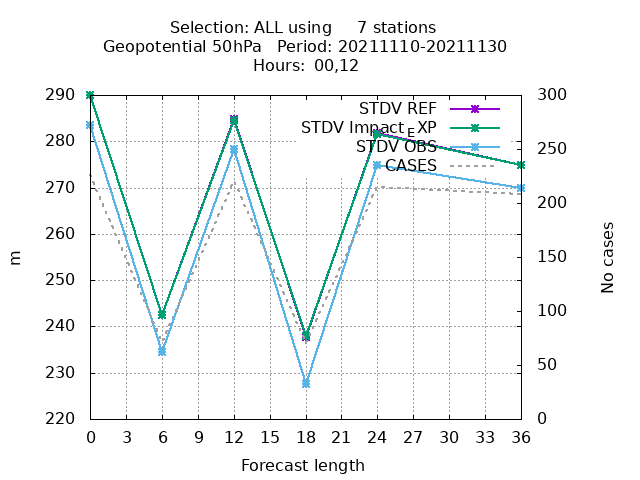 Selection: ALL using     7 stations
Geopotential 50hPa   Period: 20211110-20211130
Hours: 00,12
290
280
270
260
250
240
230
220
m
300
250
200
150
100
50
0
No cases
STDV REF
STDV Impact_EXP
STDV OBS
CASES
0 3 6 9 12 15 18 21 24 27 30 33 36
Forecast length